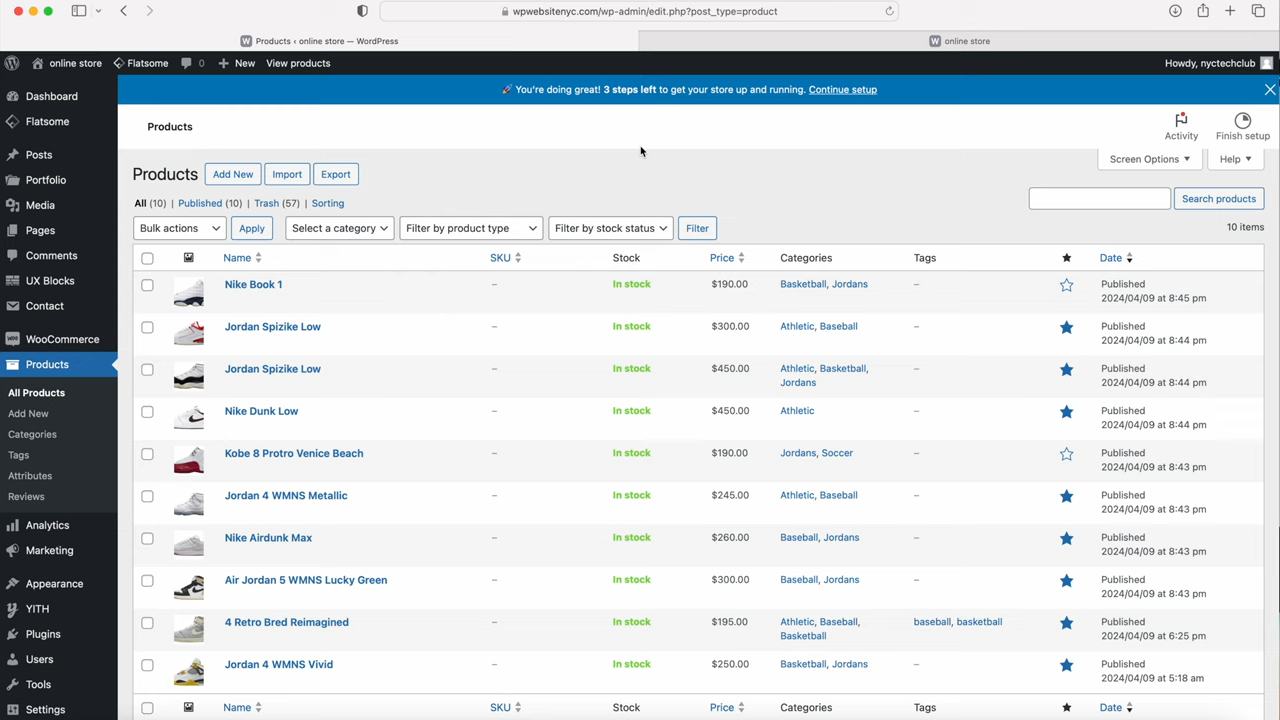 wpwebsitenyc.com/wp-admin/edit.php?post_type=product
Products ‹ online store — WordPress
online store
online store
Flatsome
0
New
View products
Howdy, nyctechclub
🚀 You're doing great! 3 steps left to get your store up and running. Continue setup
Dashboard
Flatsome
Posts
Portfolio
Media
Pages
Comments
UX Blocks
Contact
WooCommerce
Products
All Products
Add New
Categories
Tags
Attributes
Reviews
Analytics
Marketing
Appearance
YITH
Plugins
Users
Tools
Settings
Products
Activity
Finish setup
Screen Options
Help
Products
Add New
Import
Export
All (10) | Published (10) | Trash (57) | Sorting
Search products
Bulk actions
Apply
Select a category
Filter by product type
Filter by stock status
Filter
10 items
Name SKU Stock Price Categories Tags Date
Nike Book 1 – In stock $190.00 Basketball, Jordans – Published
2024/04/09 at 8:45 pm
Jordan Spizike Low – In stock $300.00 Athletic, Baseball – Published
2024/04/09 at 8:44 pm
Jordan Spizike Low – In stock $450.00 Athletic, Basketball, – Published
Jordans 2024/04/09 at 8:44 pm
Nike Dunk Low – In stock $450.00 Athletic – Published
2024/04/09 at 8:44 pm
Kobe 8 Protro Venice Beach – In stock $190.00 Jordans, Soccer – Published
2024/04/09 at 8:43 pm
Jordan 4 WMNS Metallic – In stock $245.00 Athletic, Baseball – Published
2024/04/09 at 8:43 pm
Nike Airdunk Max – In stock $260.00 Baseball, Jordans – Published
2024/04/09 at 8:43 pm
Air Jordan 5 WMNS Lucky Green – In stock $300.00 Baseball, Jordans – Published
2024/04/09 at 8:43 pm
4 Retro Bred Reimagined – In stock $195.00 Athletic, Baseball, baseball, basketball Published
Basketball 2024/04/09 at 6:25 pm
Jordan 4 WMNS Vivid – In stock $250.00 Basketball, Jordans – Published
2024/04/09 at 5:18 am
Name SKU Stock Price Categories Tags Date